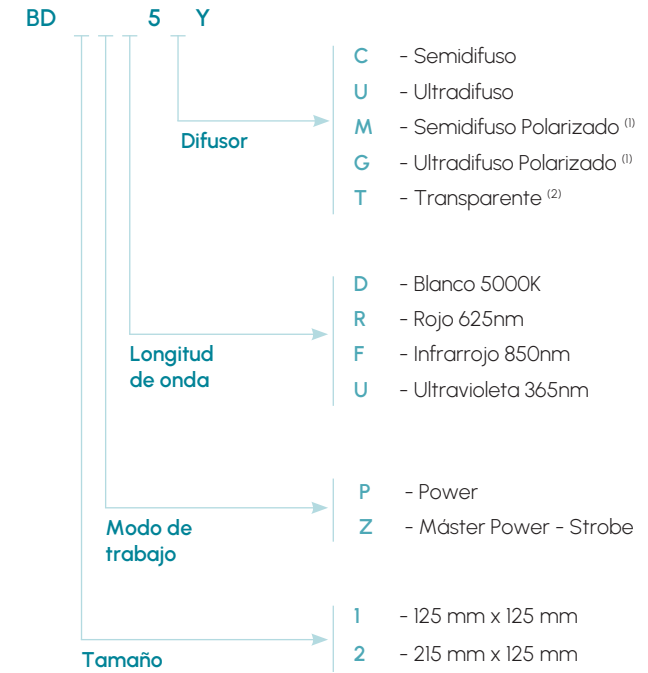 BD 5 Y
C - Semidifuso
U - Ultradifuso
Difusor
M - Semidifuso Polarizado (1)
G - Ultradifuso Polarizado (1)
T - Transparente (2)
D - Blanco 5000K
R - Rojo 625nm
Longitud
de onda
F - Infrarrojo 850nm
U - Ultravioleta 365nm
P - Power
Modo de
trabajo
Z - Máster Power - Strobe
1 - 125 mm x 125 mm
Tamaño
2 - 215 mm x 125 mm